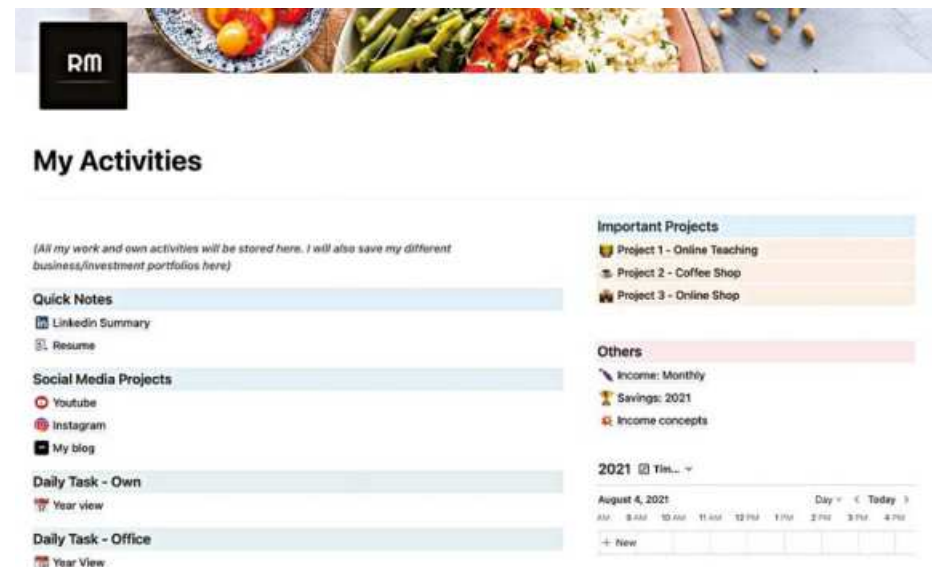 RM
My Activities
(All my work and own activities will be stored here. I will also save my different
business/investment portfolios here)
Quick Notes
Linkedin Summary
Resume
Social Media Projects
Youtube
Instagram
My blog
Daily Task - Own
Year view
Daily Task - Office
Year View
Important Projects
Project 1 - Online Teaching
Project 2 - Coffee Shop
Project 3 - Online Shop
Others
Income: Monthly
Savings: 2021
Income concepts
2021 Tim...
August 4, 2021 Day Today
AM 9 AM 10 AM 11 AM 12 PM 1 PM 2 PM 3 PM 4 PM
+ New